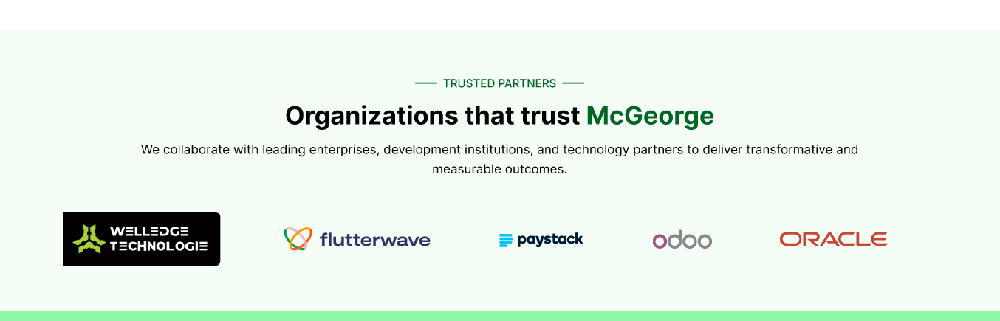 TRUSTED PARTNERS
Organizations that trust McGeorge
We collaborate with leading enterprises, development institutions, and technology partners to deliver transformative and
measurable outcomes.
WELLEDGE
TECHNOLOGIE
flutterwave
paystack
odoo
ORACLE